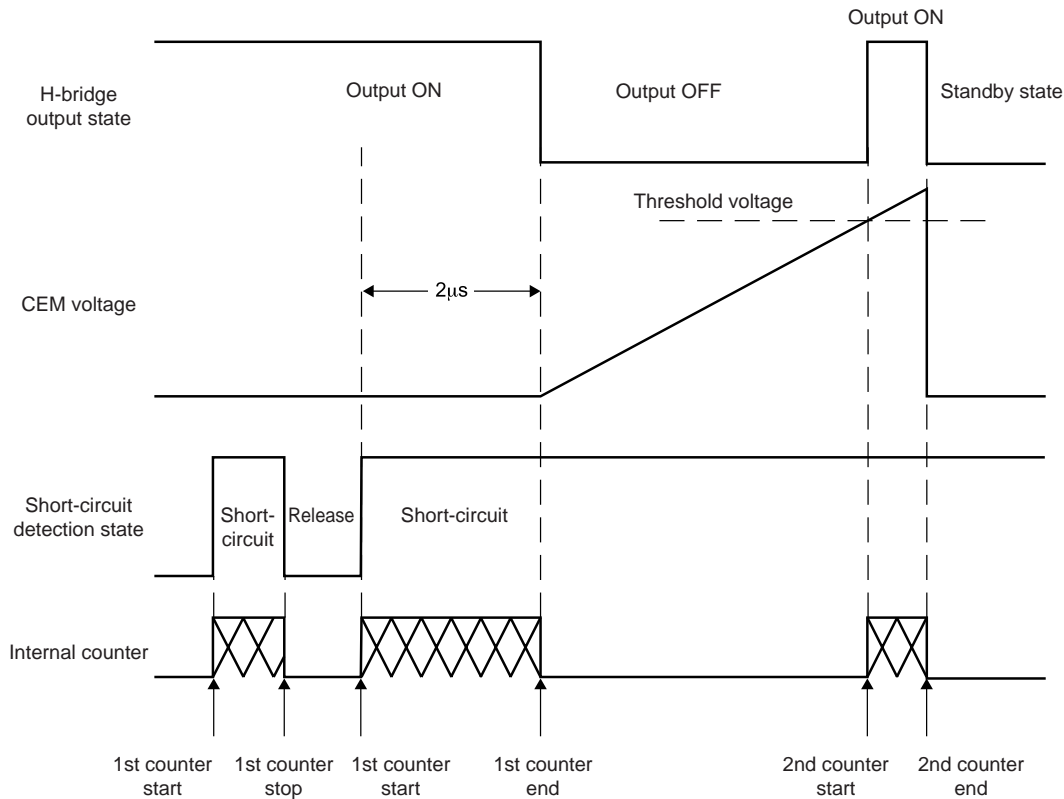 Output ON
H-bridge
output state
Output ON
Output OFF
Standby state
Threshold voltage
CEM voltage
2μs
Short-circuit
detection state
Short-
circuit
Release
Short-circuit
Internal counter
1st counter
start
1st counter
stop
1st counter
start
1st counter
end
2nd counter
start
2nd counter
end